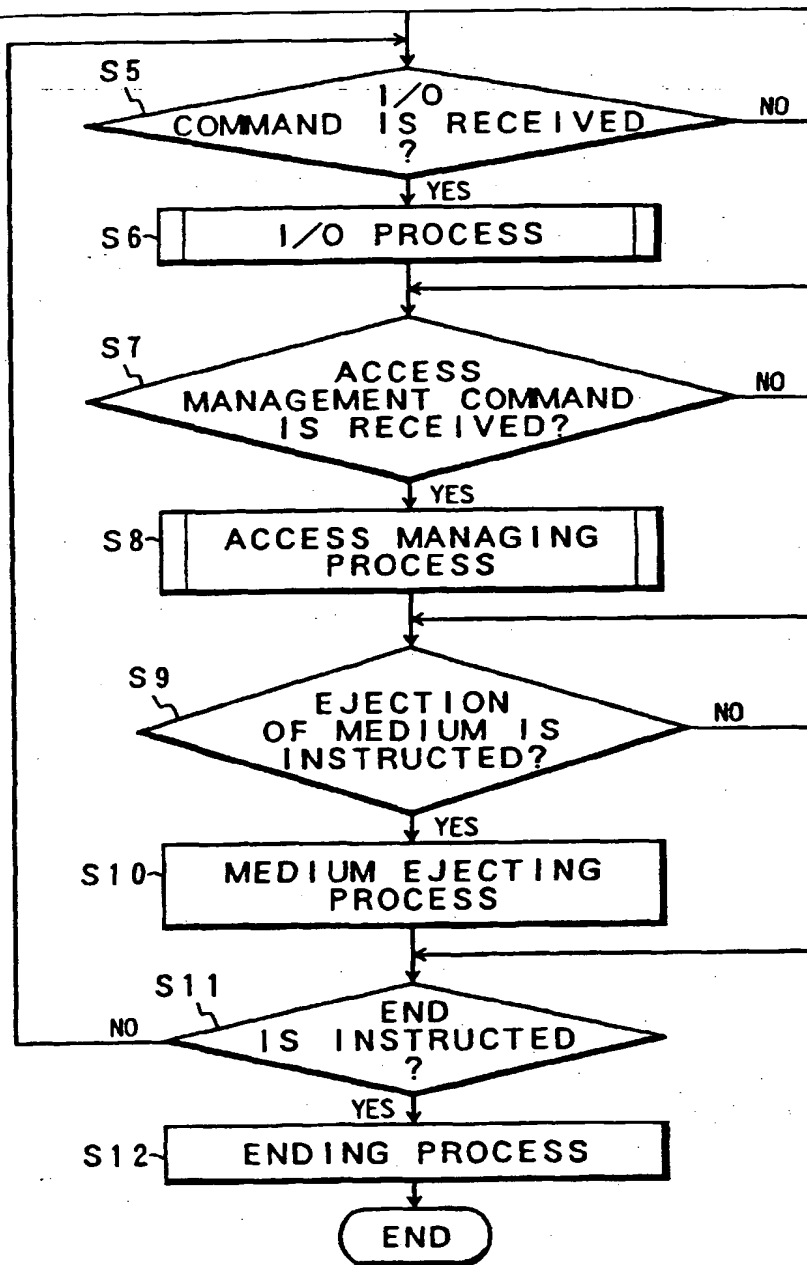 S5
I/O
COMMAND IS RECEIVED
?
NO
YES
S6
I/O PROCESS
S7
ACCESS
MANAGEMENT COMMAND
IS RECEIVED?
NO
YES
S8
ACCESS MANAGING
PROCESS
S9
EJECTION
OF MEDIUM IS
INSTRUCTED?
NO
YES
S10
MEDIUM EJECTING
PROCESS
S11
END
IS INSTRUCTED
?
NO
YES
S12
ENDING PROCESS
END